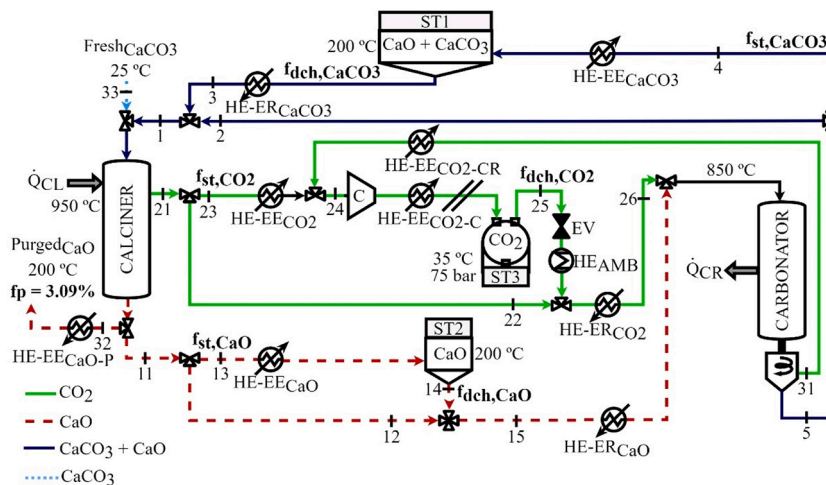 ST1
200 ºC
CaO + CaCO3
fst,CaCO3
4
HE-EECaCO3
FreshCaCO3
25 ºC
33
fdch,CaCO3
3
HE-ERCaCO3
1
2
HE-EECO2-CR
Q̇CL
950 ºC
CALCINER
21
fst,CO2
23
HE-EECO2
24
C
HE-EECO2-C
fdch,CO2
25
EV
CO2
35 ºC
75 bar
ST3
HEAMB
26
850 ºC
CARBONATOR
Q̇CR
PurgedCaO
200 ºC
fp = 3.09%
32
HE-EECaO-P
22
HE-ERCO2
11
fst,CaO
13
HE-EECaO
ST2
CaO
200 ºC
14
fdch,CaO
12
15
HE-ERCaO
31
5
CO2
CaO
CaCO3 + CaO
CaCO3